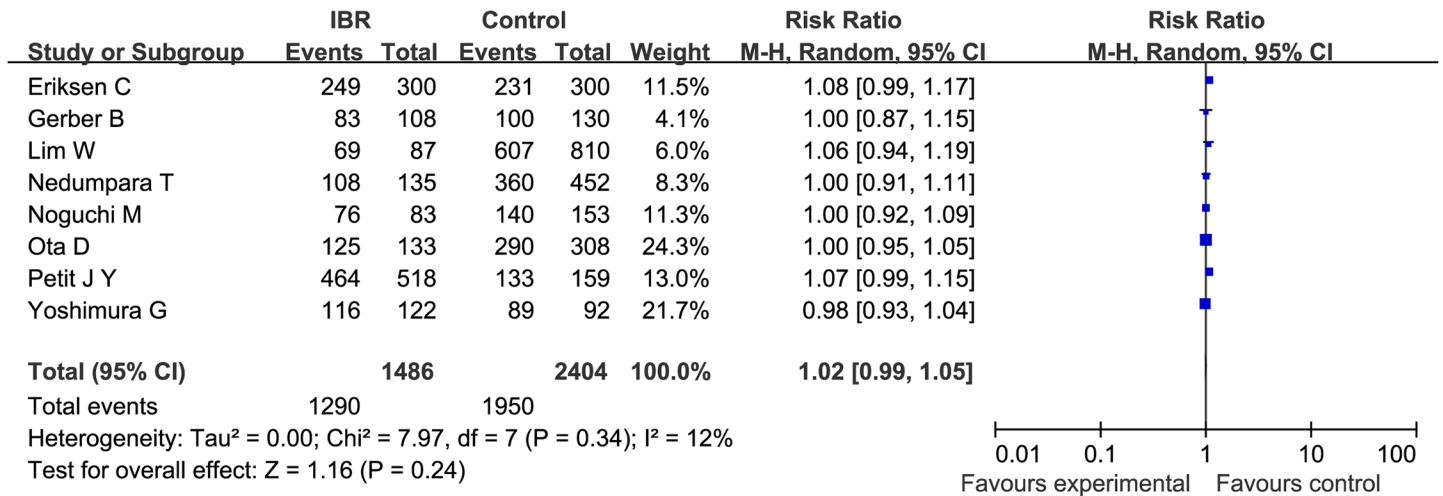 IBR Control Risk Ratio Risk Ratio
Study or Subgroup Events Total Events Total Weight M-H, Random, 95% CI M-H, Random, 95% CI
Eriksen C 249 300 231 300 11.5% 1.08 [0.99, 1.17]
Gerber B 83 108 100 130 4.1% 1.00 [0.87, 1.15]
Lim W 69 87 607 810 6.0% 1.06 [0.94, 1.19]
Nedumpara T 108 135 360 452 8.3% 1.00 [0.91, 1.11]
Noguchi M 76 83 140 153 11.3% 1.00 [0.92, 1.09]
Ota D 125 133 290 308 24.3% 1.00 [0.95, 1.05]
Petit J Y 464 518 133 159 13.0% 1.07 [0.99, 1.15]
Yoshimura G 116 122 89 92 21.7% 0.98 [0.93, 1.04]
Total (95% CI) 1486 2404 100.0% 1.02 [0.99, 1.05]
Total events 1290 1950
Heterogeneity: Tau² = 0.00; Chi² = 7.97, df = 7 (P = 0.34); I² = 12%
Test for overall effect: Z = 1.16 (P = 0.24)
0.01 0.1 1 10 100
Favours experimental Favours control